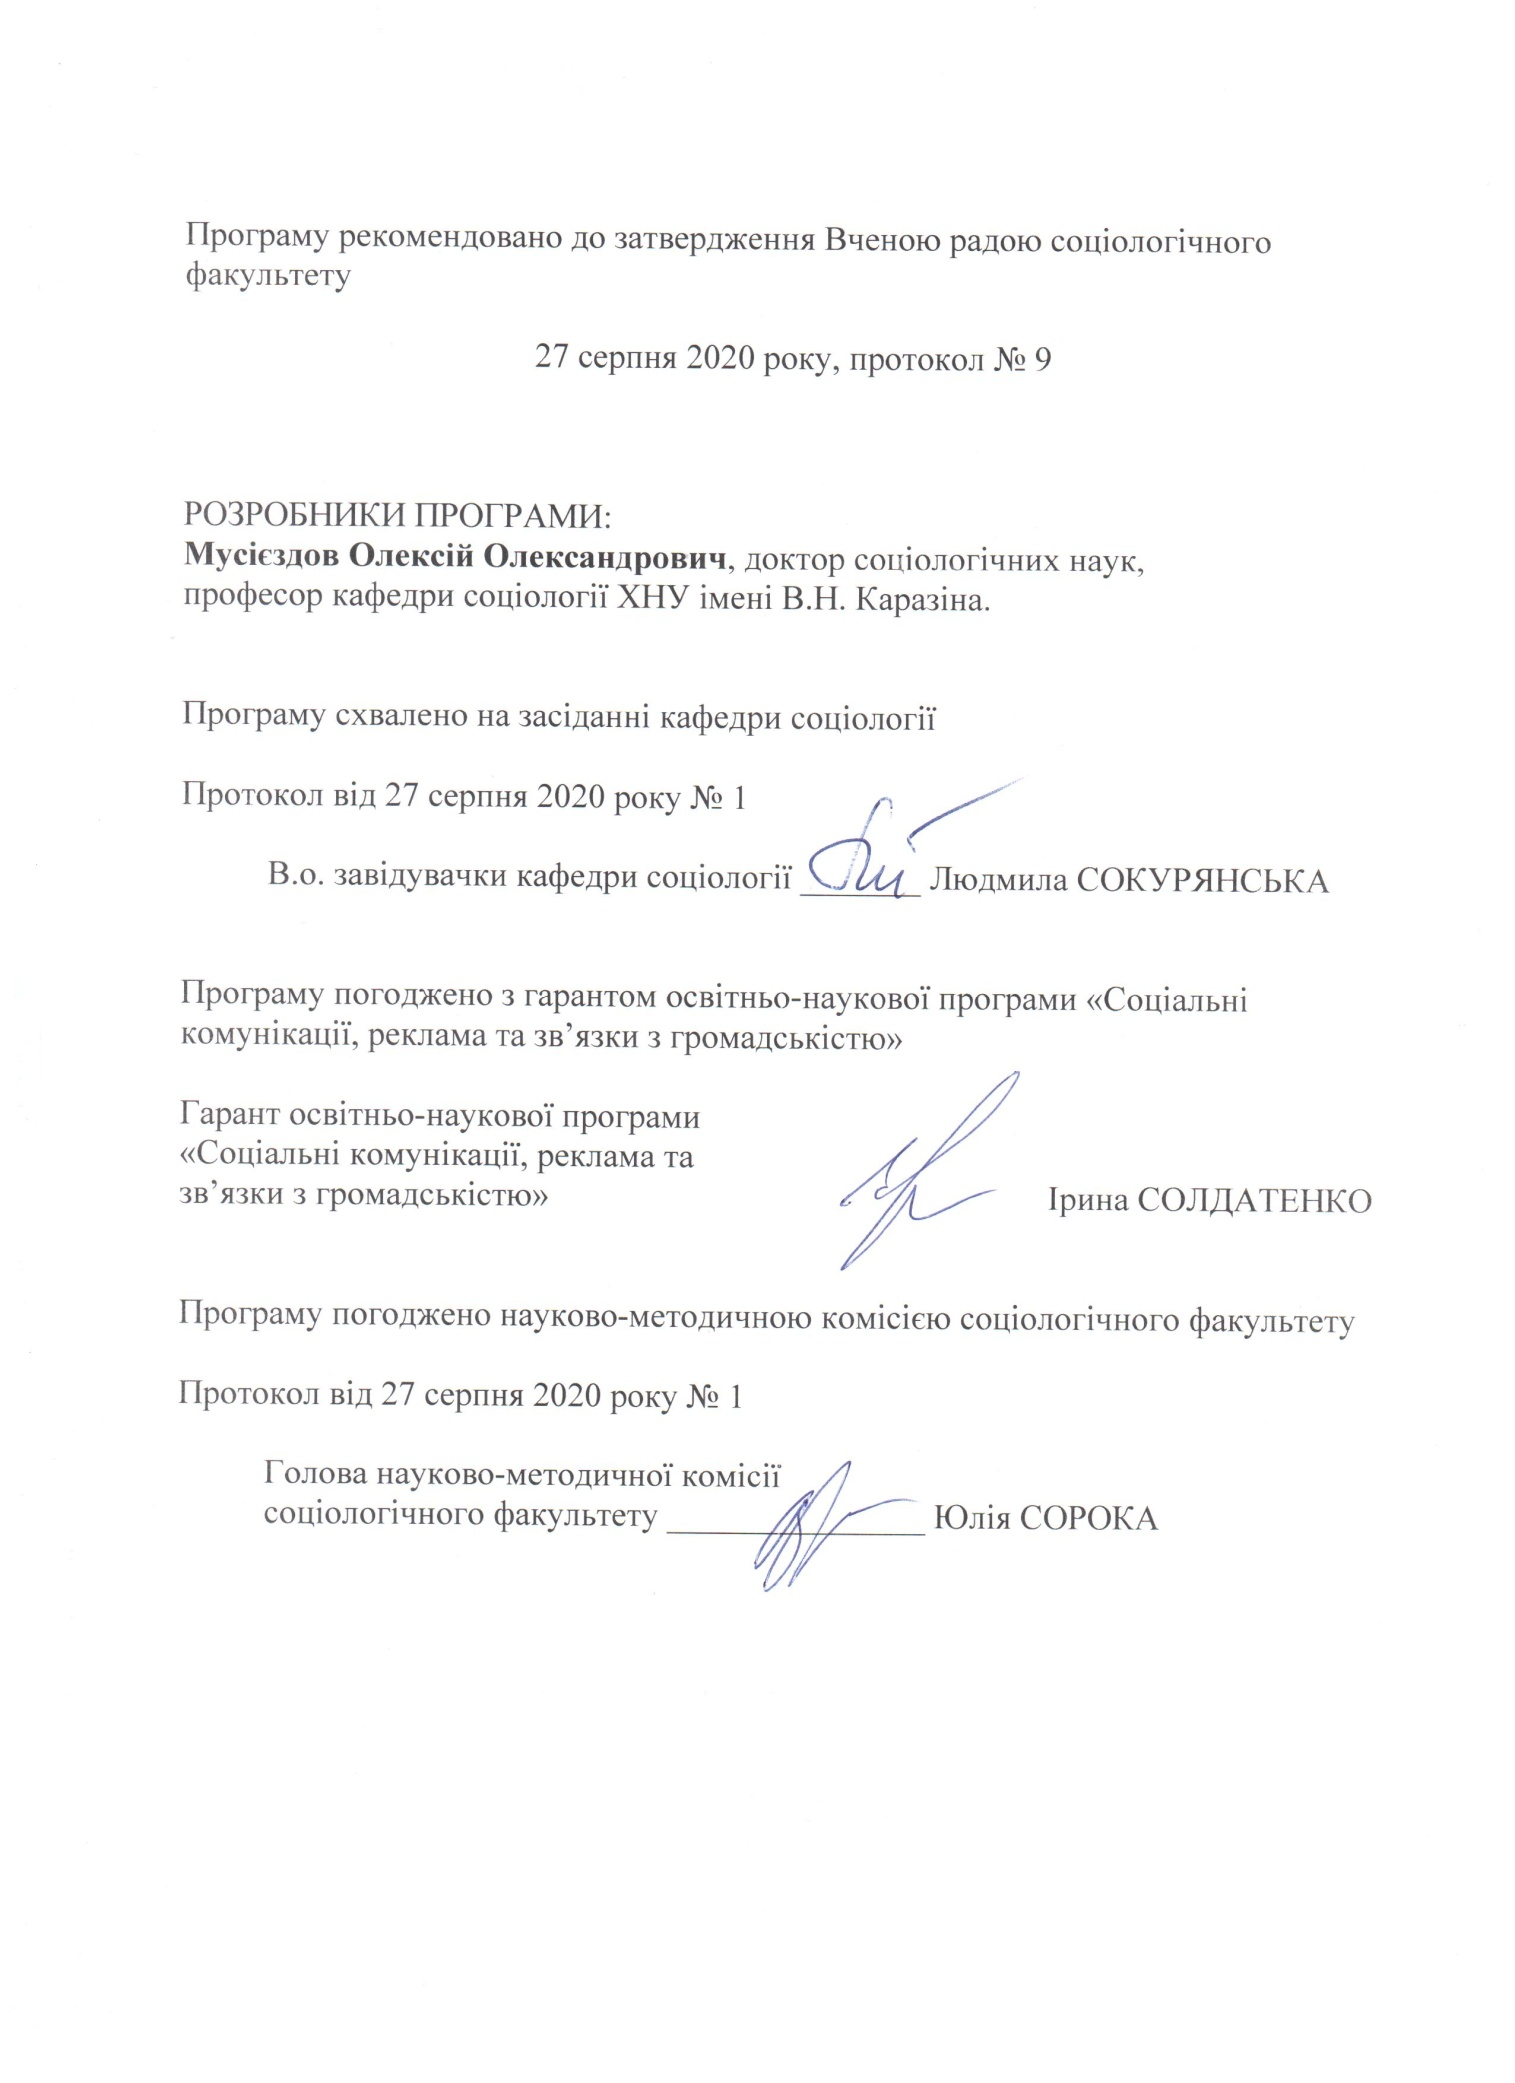 Програму рекомендовано до затвердження Вченою радою соціологічного
факультету
27 серпня 2020 року, протокол № 9
РОЗРОБНИКИ ПРОГРАМИ:
Мусієздов Олексій Олександрович, доктор соціологічних наук,
професор кафедри соціології ХНУ імені В.Н. Каразіна.
Програму схвалено на засіданні кафедри соціології
Протокол від 27 серпня 2020 року № 1
В.о. завідувачки кафедри соціології _______ Людмила СОКУРЯНСЬКА
Програму погоджено з гарантом освітньо-наукової програми «Соціальні
комунікації, реклама та зв’язки з громадськістю»
Гарант освітньо-наукової програми
«Соціальні комунікації, реклама та
зв’язки з громадськістю» Ірина СОЛДАТЕНКО
Програму погоджено науково-методичною комісією соціологічного факультету
Протокол від 27 серпня 2020 року № 1
Голова науково-методичної комісії
соціологічного факультету _______________ Юлія СОРОКА